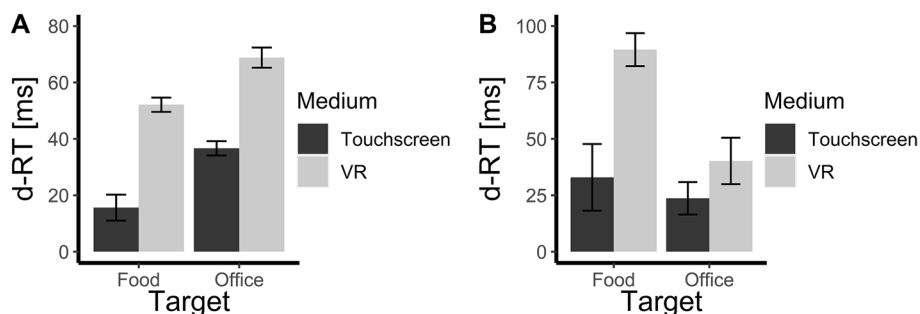 A
d-RT [ms]
80
60
40
20
0
Food
Office
Target
Medium
Touchscreen
VR
B
d-RT [ms]
100
75
50
25
0
Food
Office
Target
Medium
Touchscreen
VR